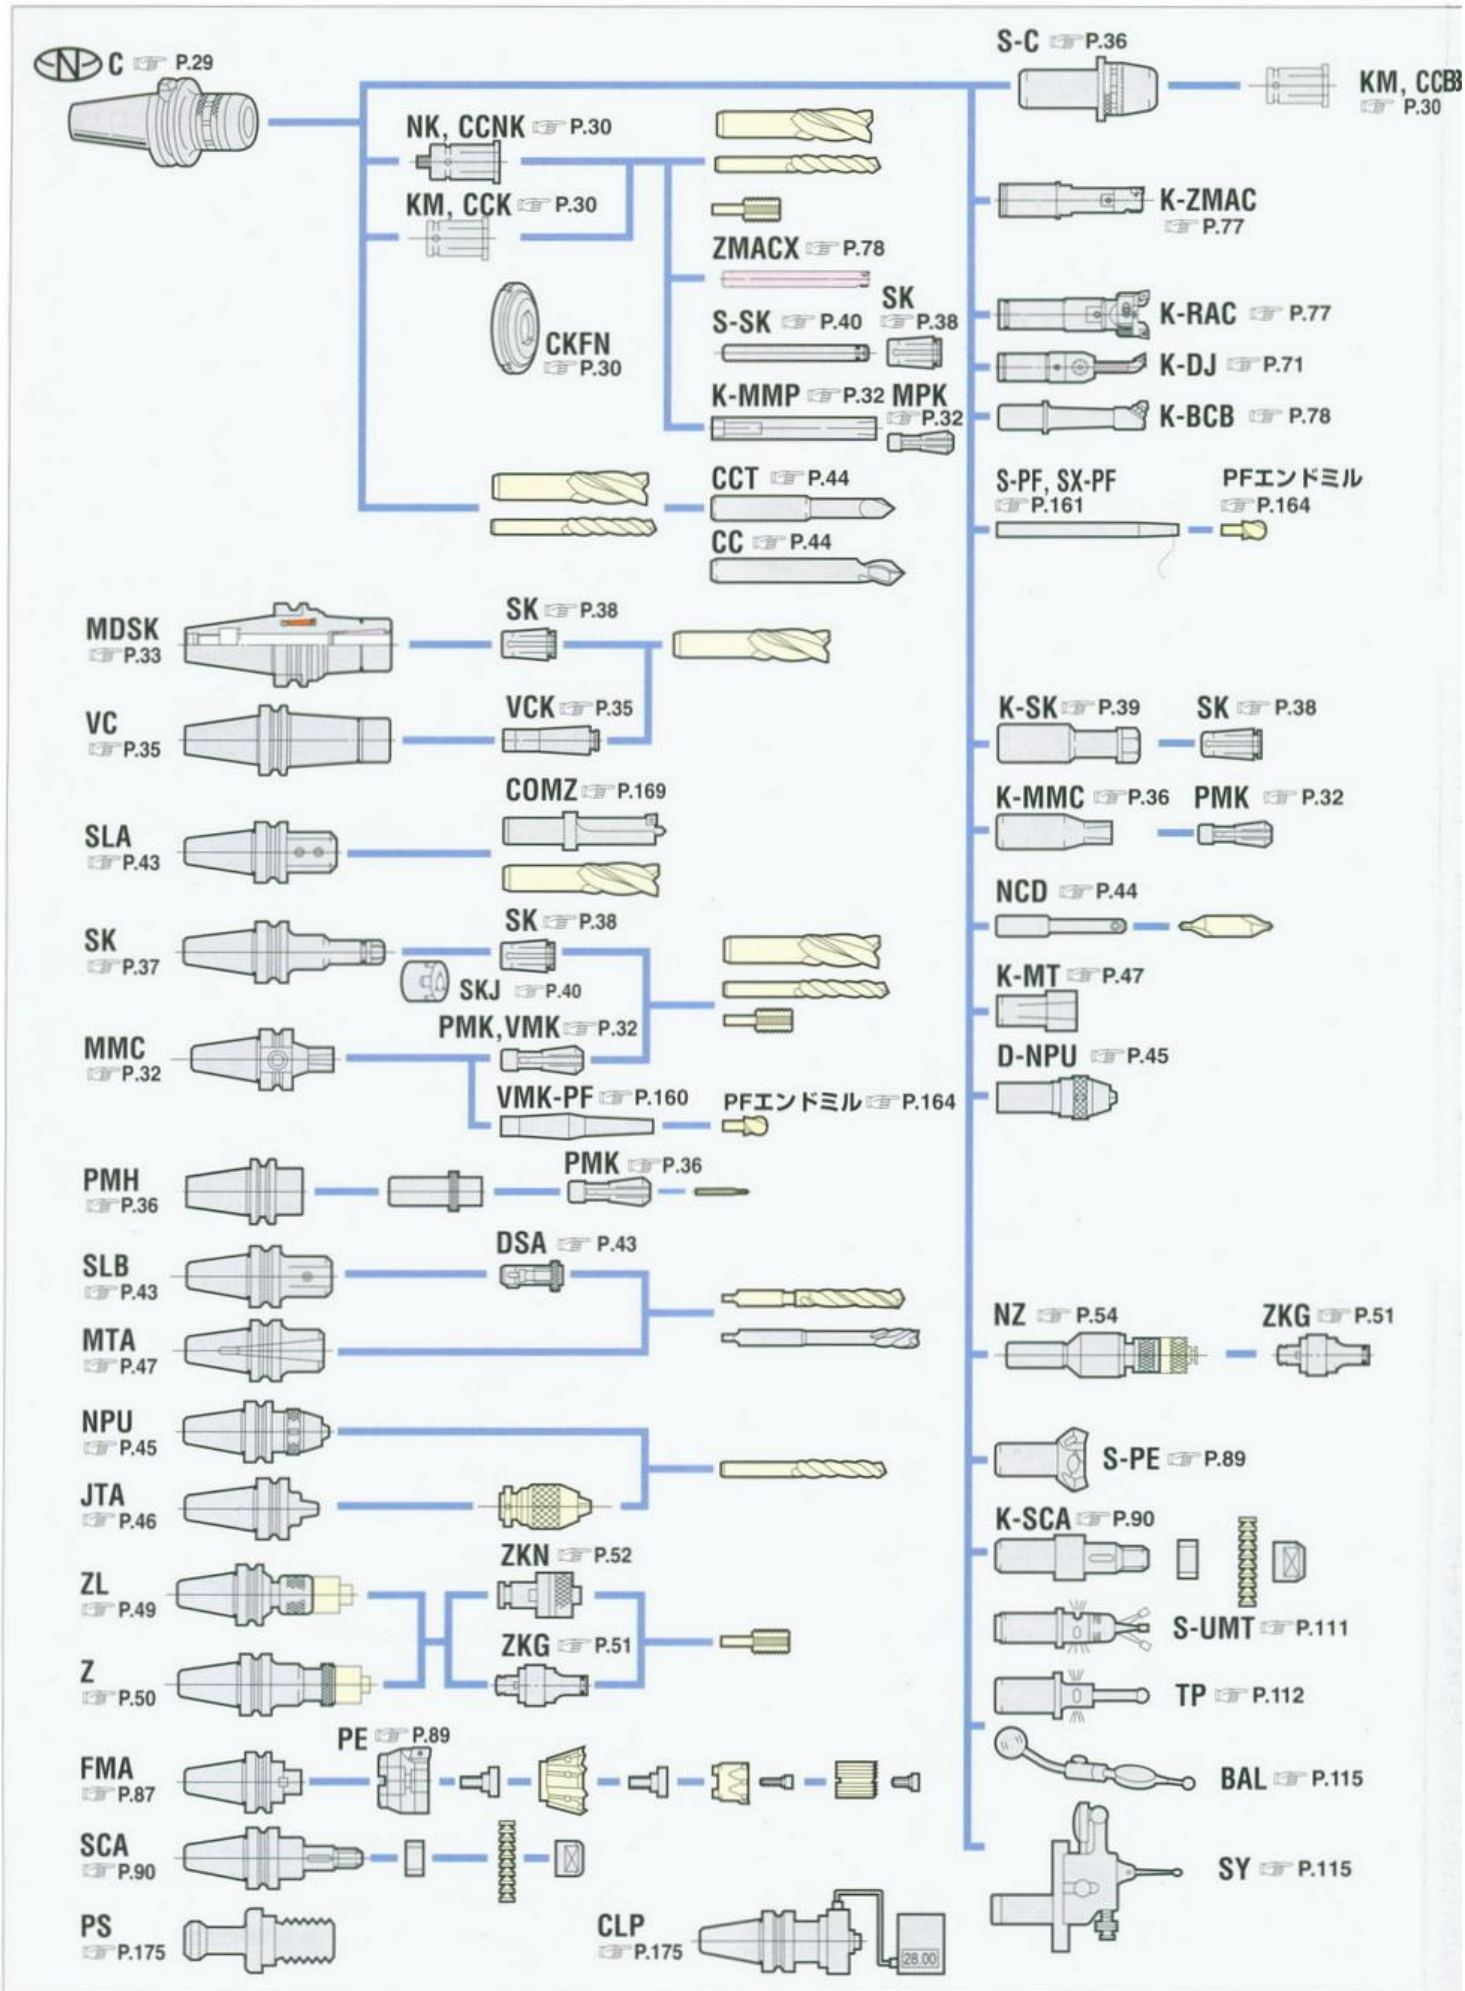 N C ☞ P.29
NK, CCNK ☞ P.30
KM, CCK ☞ P.30
CKFN
☞ P.30
ZMACX ☞ P.78
S-SK ☞ P.40
SK
☞ P.38
K-MMP ☞ P.32
MPK
☞ P.32
CCT ☞ P.44
CC ☞ P.44
MDSK
☞ P.33
SK ☞ P.38
VC
☞ P.35
VCK ☞ P.35
COMZ ☞ P.169
SLA
☞ P.43
SK
☞ P.37
SK ☞ P.38
SKJ ☞ P.40
MMC
☞ P.32
PMK,VMK ☞ P.32
VMK-PF ☞ P.160
PFエンドミル ☞ P.164
PMH
☞ P.36
PMK ☞ P.36
SLB
☞ P.43
DSA ☞ P.43
MTA
☞ P.47
NPU
☞ P.45
JTA
☞ P.46
ZL
☞ P.49
ZKN ☞ P.52
Z
☞ P.50
ZKG ☞ P.51
FMA
☞ P.87
PE ☞ P.89
SCA
☞ P.90
PS
☞ P.175
CLP
☞ P.175
28.00
S-C ☞ P.36
KM, CCB
☞ P.30
K-ZMAC
☞ P.77
K-RAC ☞ P.77
K-DJ ☞ P.71
K-BCB ☞ P.78
S-PF, SX-PF
☞ P.161
PFエンドミル
☞ P.164
K-SK ☞ P.39
SK ☞ P.38
K-MMC ☞ P.36
PMK ☞ P.32
NCD ☞ P.44
K-MT ☞ P.47
D-NPU ☞ P.45
NZ ☞ P.54
ZKG ☞ P.51
S-PE ☞ P.89
K-SCA ☞ P.90
S-UMT ☞ P.111
TP ☞ P.112
BAL ☞ P.115
SY ☞ P.115